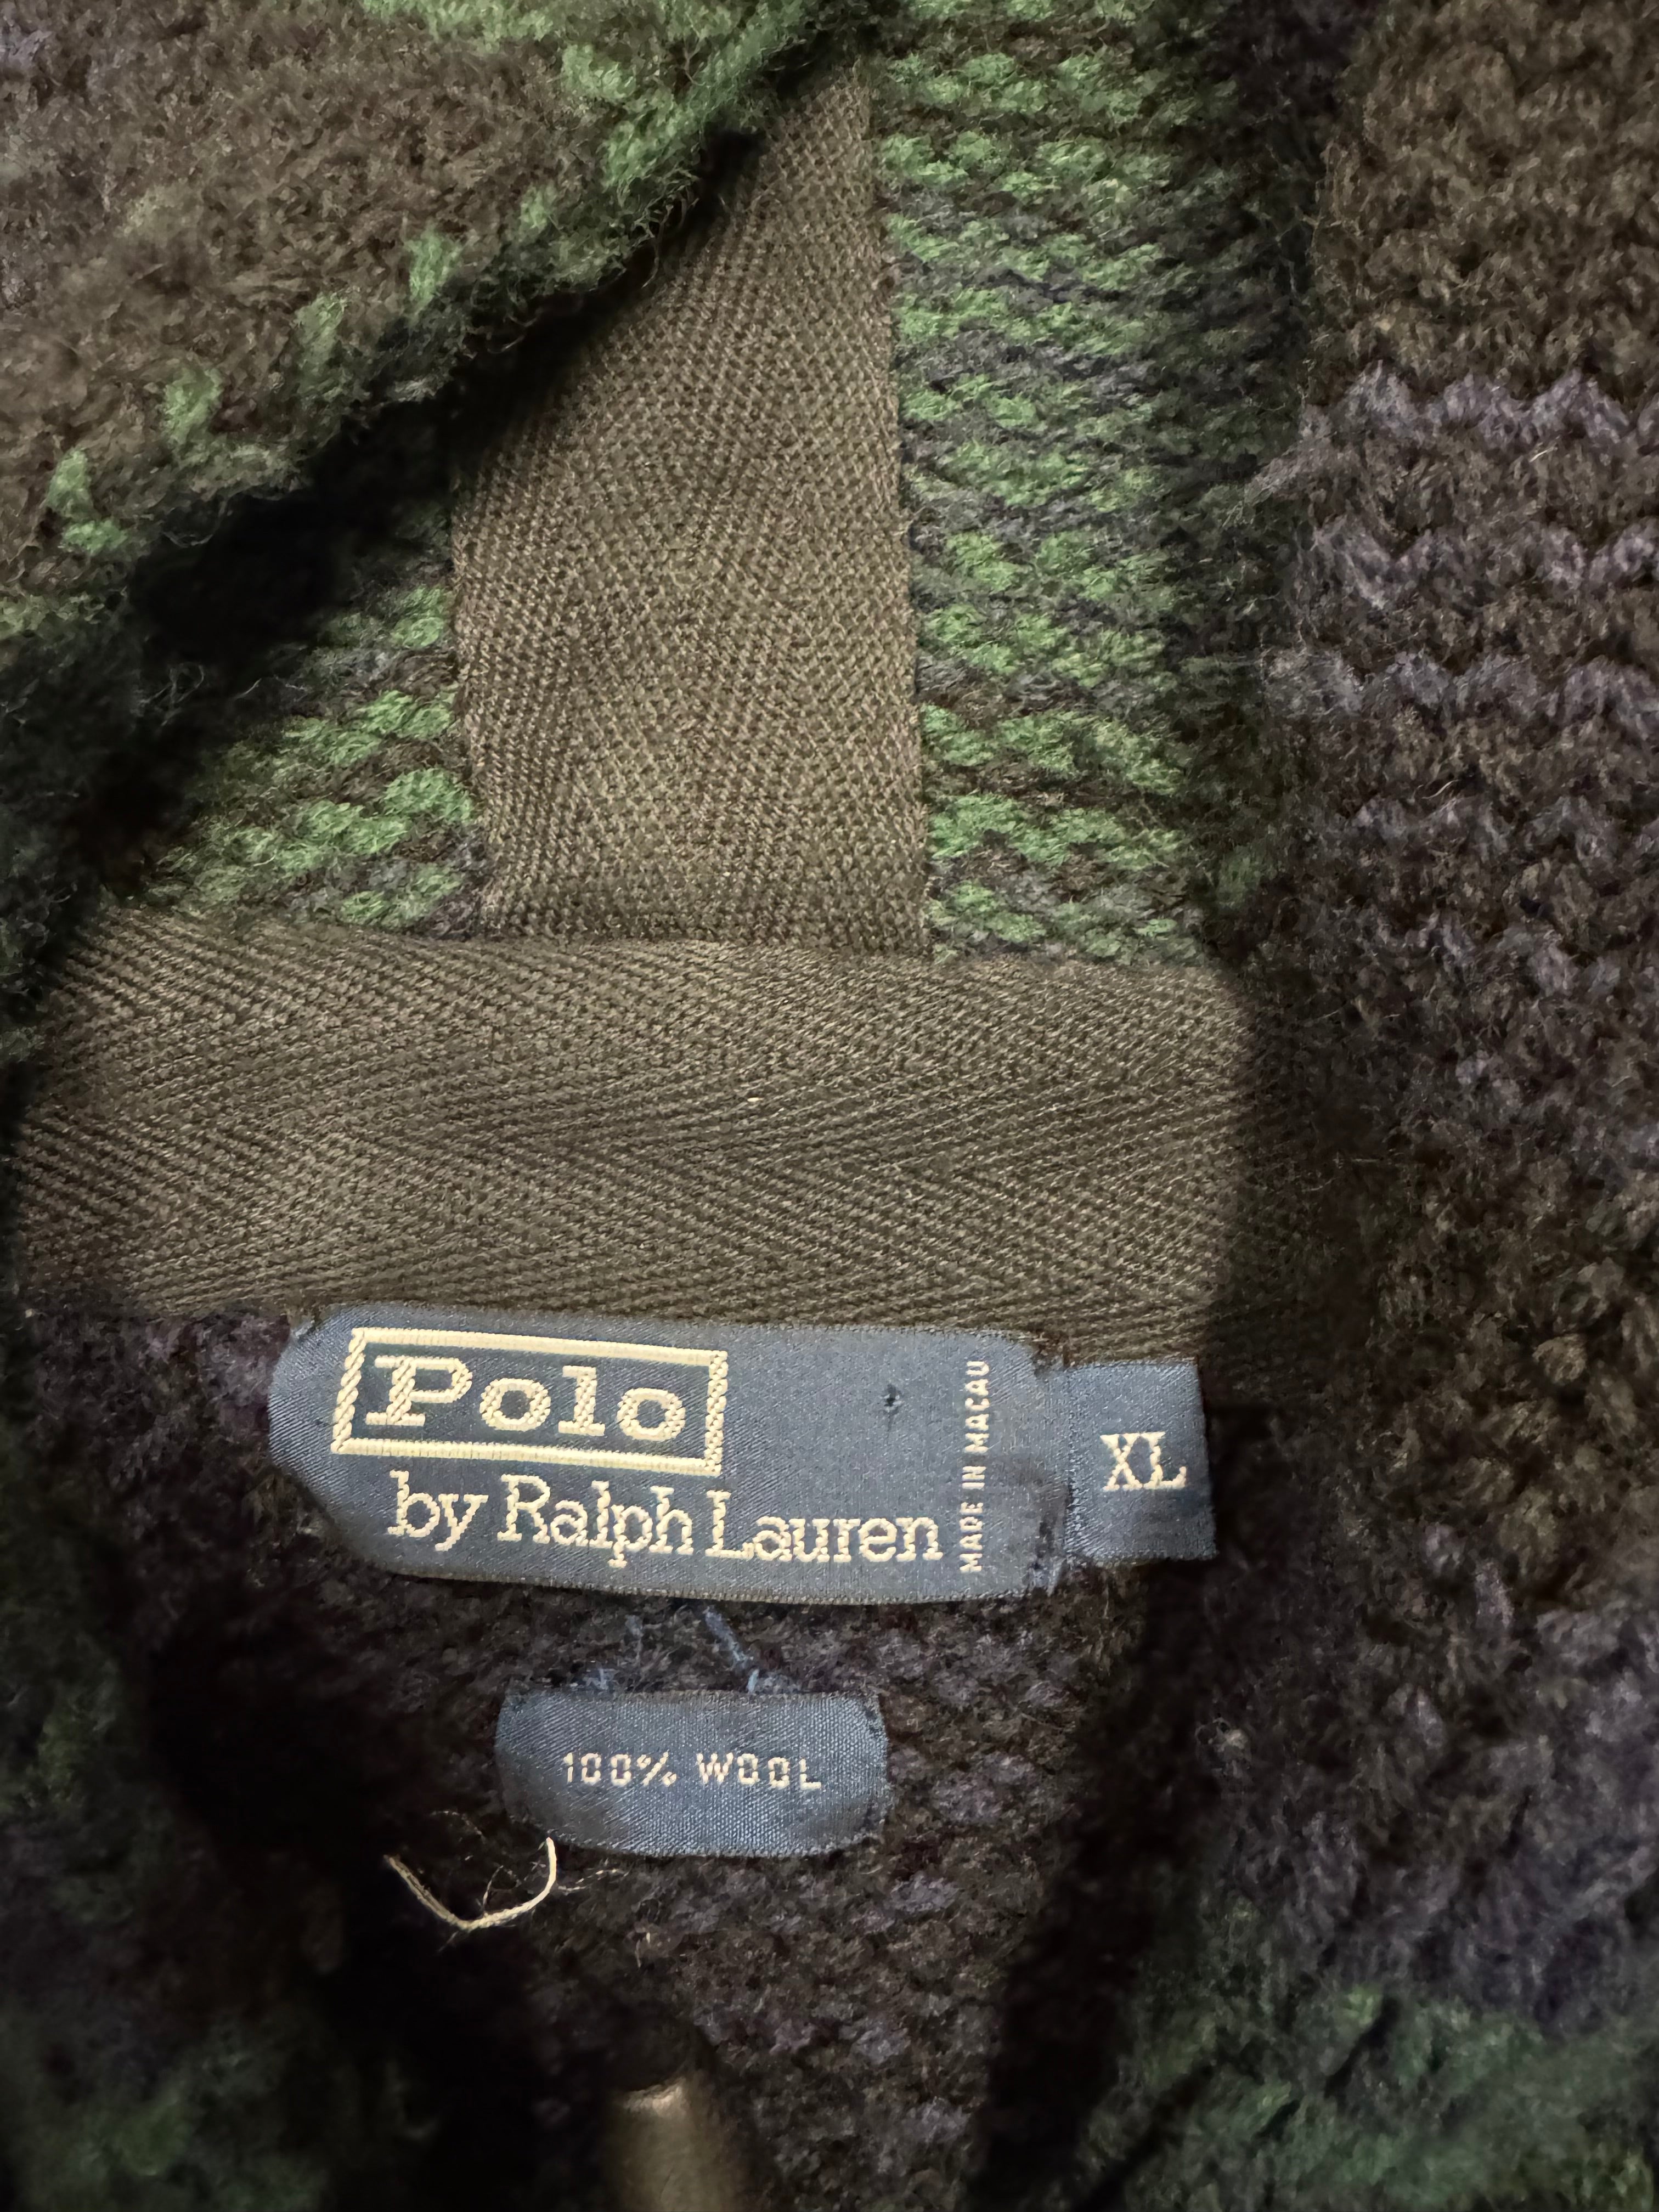 Polo
by Ralph Lauren
MADE IN MACAU
XL
100% WOOL